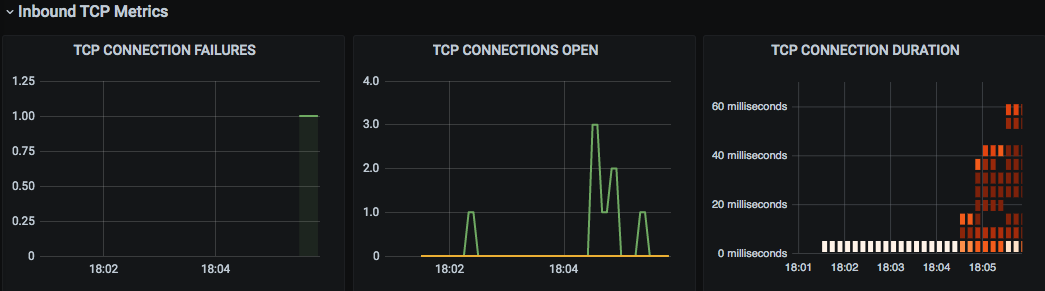 Inbound TCP Metrics
TCP CONNECTION FAILURES
1.25
1.00
0.75
0.50
0.25
0
18:02 18:04
TCP CONNECTIONS OPEN
4.0
3.0
2.0
1.0
0
18:02 18:04
TCP CONNECTION DURATION
60 milliseconds
40 milliseconds
20 milliseconds
0 milliseconds
18:01 18:02 18:03 18:04 18:05